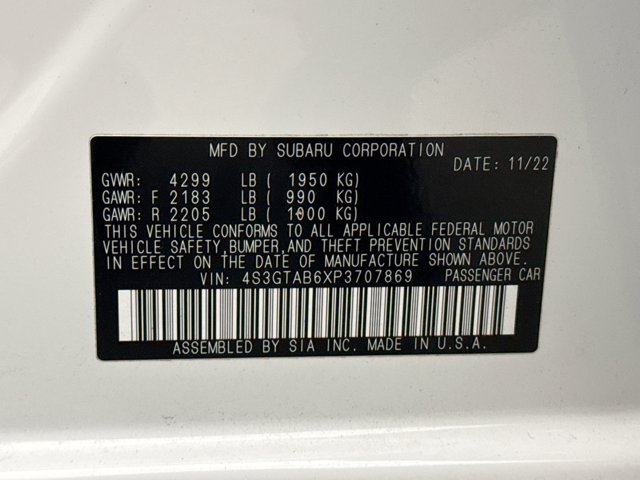 MFD BY SUBARU CORPORATION
DATE: 11/22
GVWR: 4299 LB ( 1950 KG)
GAWR: F 2183 LB ( 990 KG)
GAWR: R 2205 LB ( 1000 KG)
THIS VEHICLE CONFORMS TO ALL APPLICABLE FEDERAL MOTOR
VEHICLE SAFETY,BUMPER,AND THEFT PREVENTION STANDARDS
IN EFFECT ON THE DATE OF MANUFACTURE SHOWN ABOVE.
VIN: 4S3GTAB6XP3707869 PASSENGER CAR
ASSEMBLED BY SIA INC. MADE IN U.S.A.